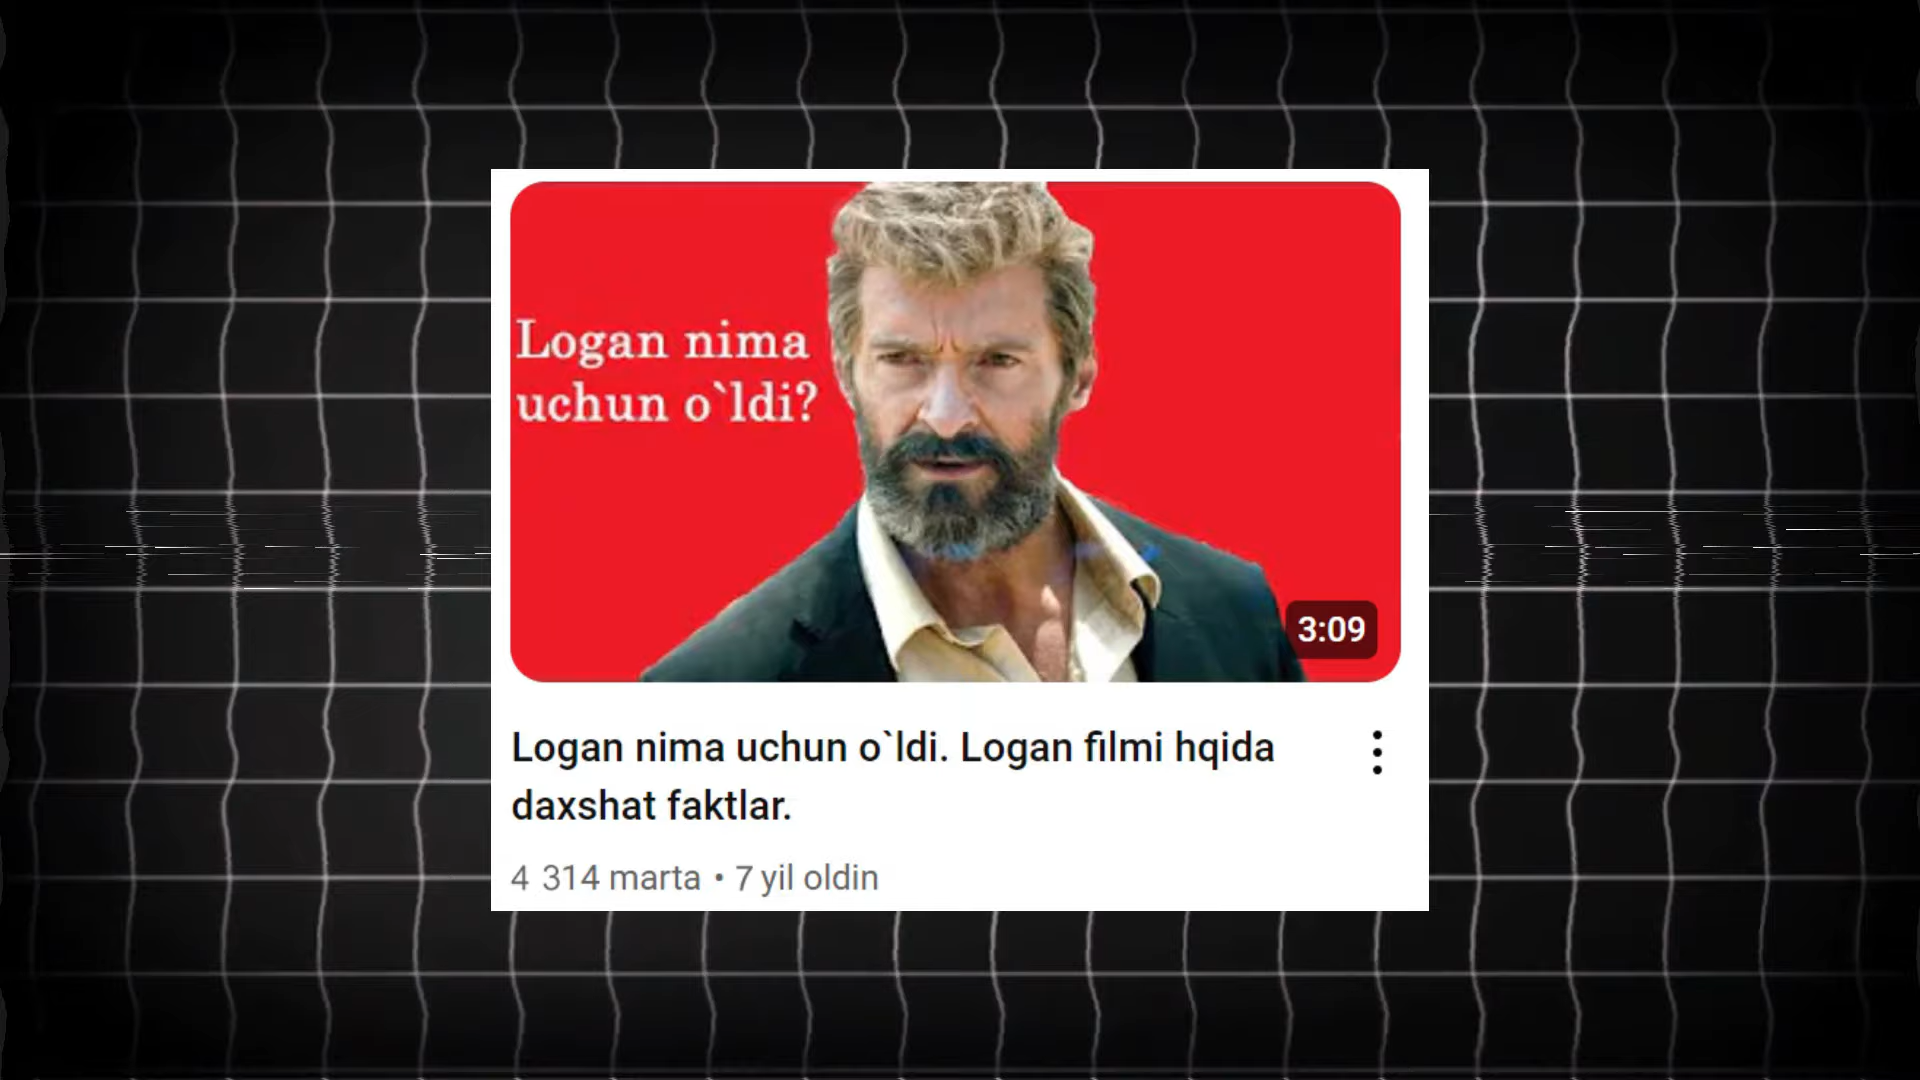 Logan nima
uchun o`ldi?
3:09
Logan nima uchun o`ldi. Logan filmi hqida
daxshat faktlar.
4 314 marta • 7 yil oldin